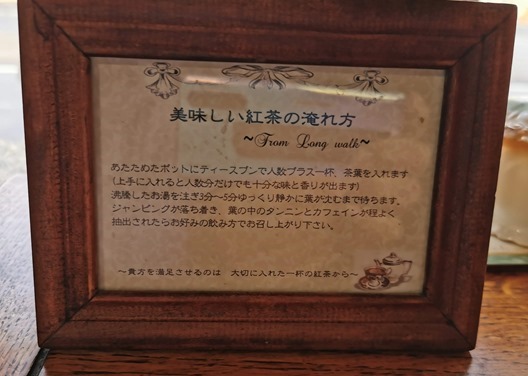 美味しい紅茶の淹れ方
～From Long walk～
あたためたポットにティースプンで人数プラス一杯、茶葉を入れます
(上手に入れると人数分だけでも十分な味と香りが出ます)
沸騰したお湯を注ぎ3分～5分ゆっくり静かに葉が沈むまで待ちます。
ジャンピングが落ち着き、葉の中のタンニンとカフェインが程よく
抽出されたらお好みの飲み方でお召し上がり下さい。
～貴方を満足させるのは 大切に入れた一杯の紅茶から～